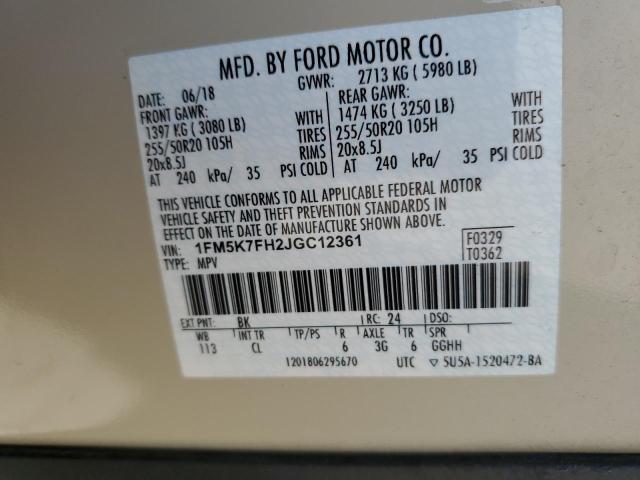 MFD. BY FORD MOTOR CO.
DATE: 06/18 GVWR: 2713 KG ( 5980 LB)
FRONT GAWR: REAR GAWR:
1397 KG ( 3080 LB) WITH 1474 KG ( 3250 LB) WITH
255/50R20 105H TIRES 255/50R20 105H TIRES
20x8.5J RIMS 20x8.5J RIMS
AT 240 kPa/ 35 PSI COLD AT 240 kPa/ 35 PSI COLD
THIS VEHICLE CONFORMS TO ALL APPLICABLE FEDERAL MOTOR
VEHICLE SAFETY AND THEFT PREVENTION STANDARDS IN
EFFECT ON THE DATE OF MANUFACTURE SHOWN ABOVE.
VIN: 1FM5K7FH2JGC12361 F0329
TYPE: MPV T0362
EXT PNT: BK RC: 24 DSO:
WB INT TR TP/PS R AXLE TR SPR
113 CL 6 3G 6 GGHH
1201806295670 UTC ▽ 5U5A-1520472-BA